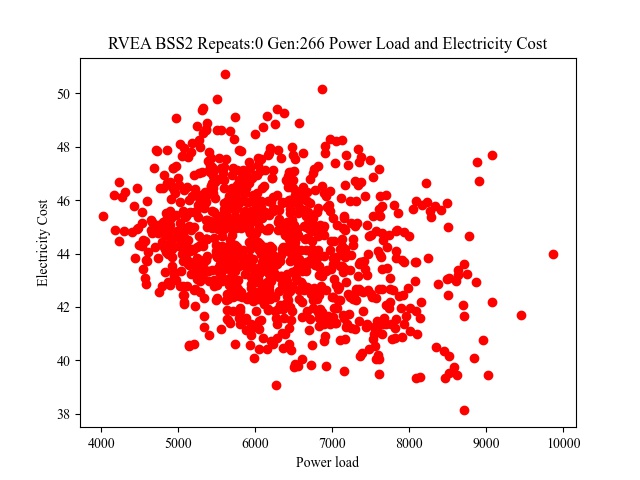 RVEA BSS2 Repeats:0 Gen:266 Power Load and Electricity Cost
50
48
46
44
42
40
38
Electricity Cost
4000 5000 6000 7000 8000 9000 10000
Power load